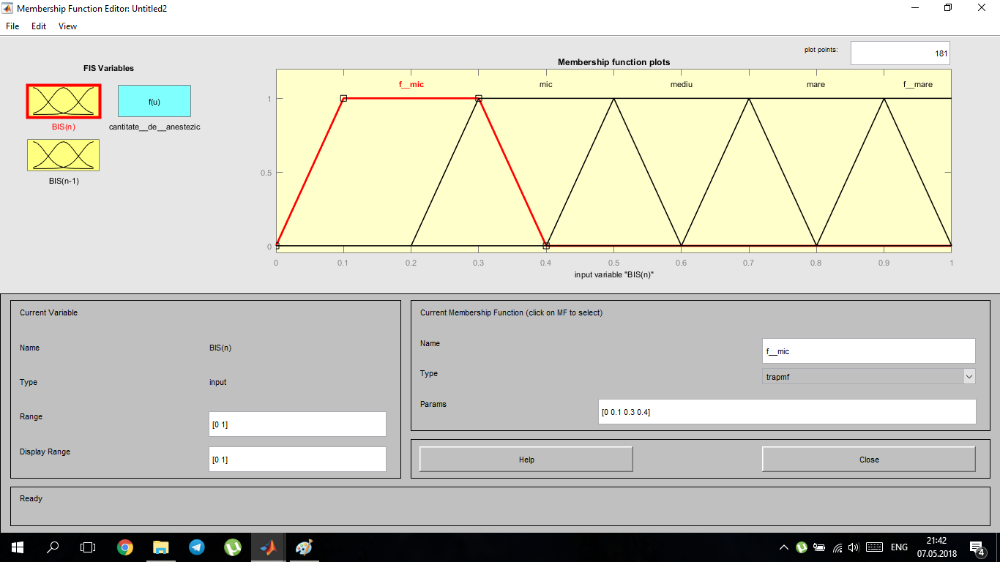 Membership Function Editor: Untitled2
File Edit View
plot points: 181
FIS Variables
Membership function plots
f(u)
BIS(n)
cantitate__de__anestezic
BIS(n-1)
f__mic mic mediu mare f__mare
1
0.5
0
0 0.1 0.2 0.3 0.4 0.5 0.6 0.7 0.8 0.9 1
input variable "BIS(n)"
Current Variable
Name BIS(n)
Type input
Range [0 1]
Display Range [0 1]
Current Membership Function (click on MF to select)
Name f__mic
Type trapmf
Params [0 0.1 0.3 0.4]
Help Close
Ready
ENG 21:42
07.05.2018
4